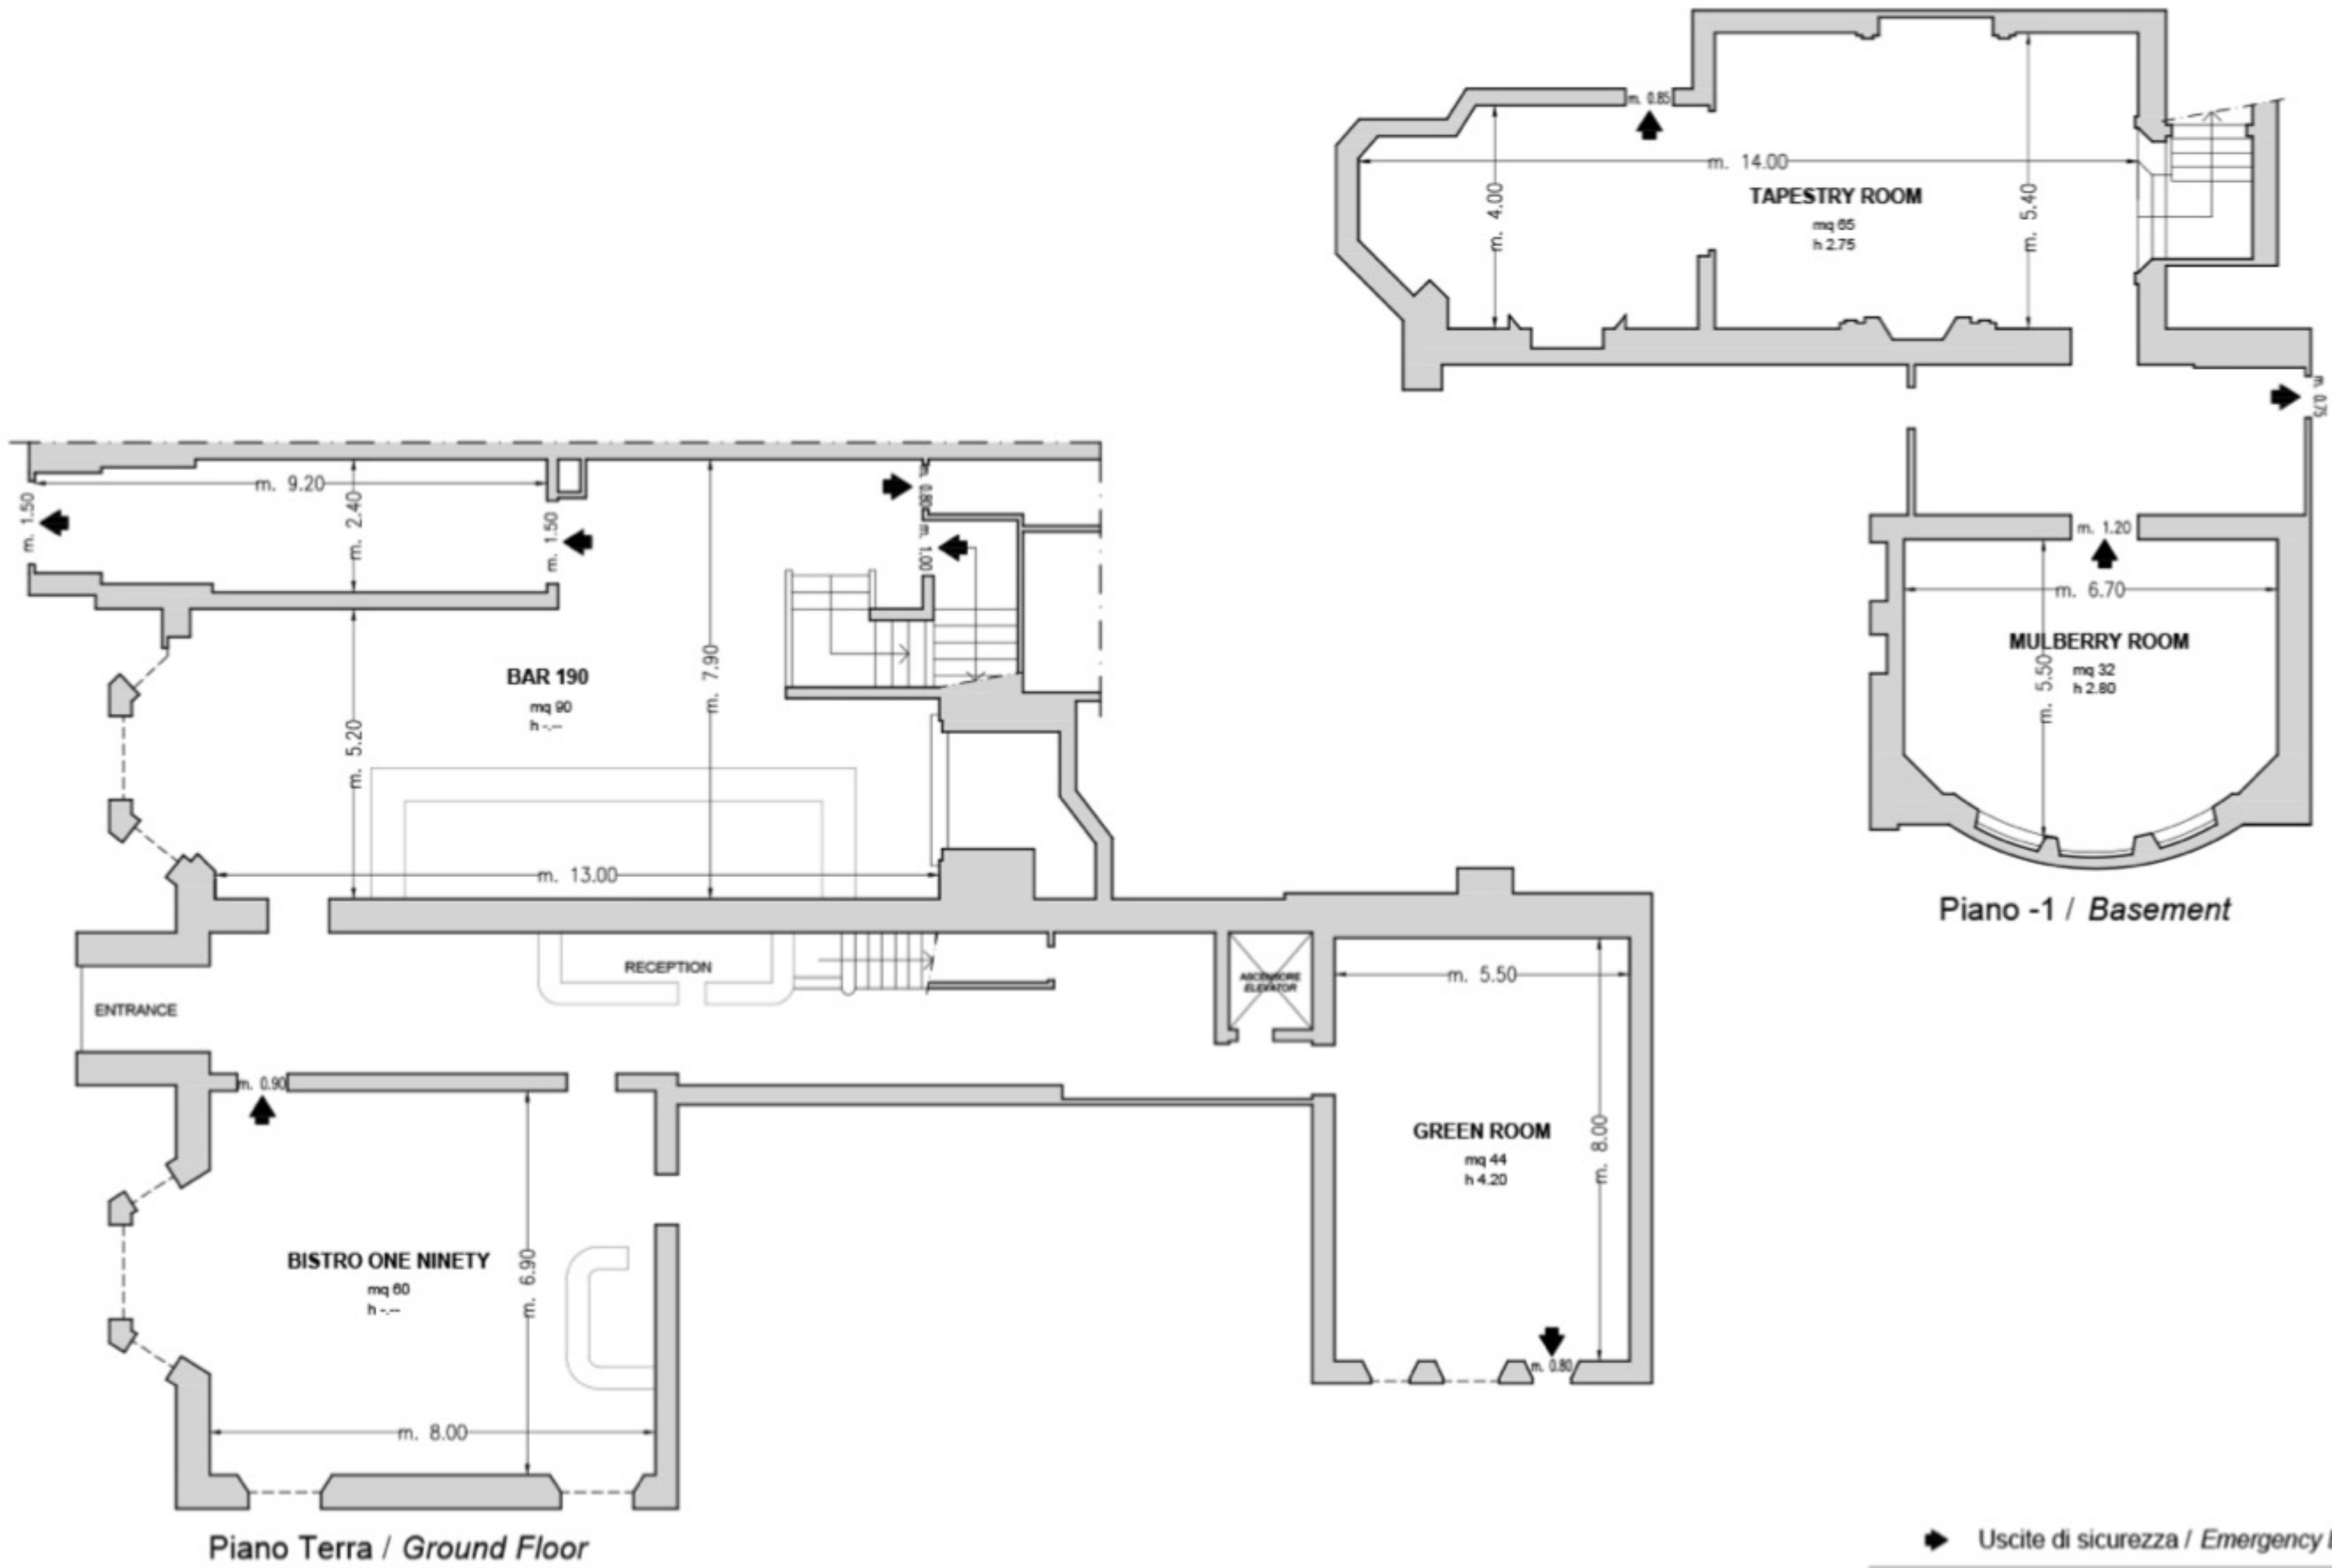 m. 0.85
m. 14.00
m. 4.00
TAPESTRY ROOM
mq 65
h 2.75
m. 5.40
m. 0.75
m. 9.20
m. 1.50
m. 2.40
m. 1.50
m. 0.80
m. 1.00
m. 1.20
m. 6.70
MULBERRY ROOM
mq 32
h 2.80
m. 5.50
BAR 190
mq 90
h -.--
m. 7.90
m. 5.20
m. 13.00
Piano -1 / Basement
RECEPTION
ENTRANCE
ASCENSORE
ELEVATOR
m. 5.50
m. 0.90
GREEN ROOM
mq 44
h 4.20
m. 8.00
BISTRO ONE NINETY
mq 60
h -.--
m. 6.90
m. 0.80
m. 8.00
Piano Terra / Ground Floor
Uscite di sicurezza / Emergency